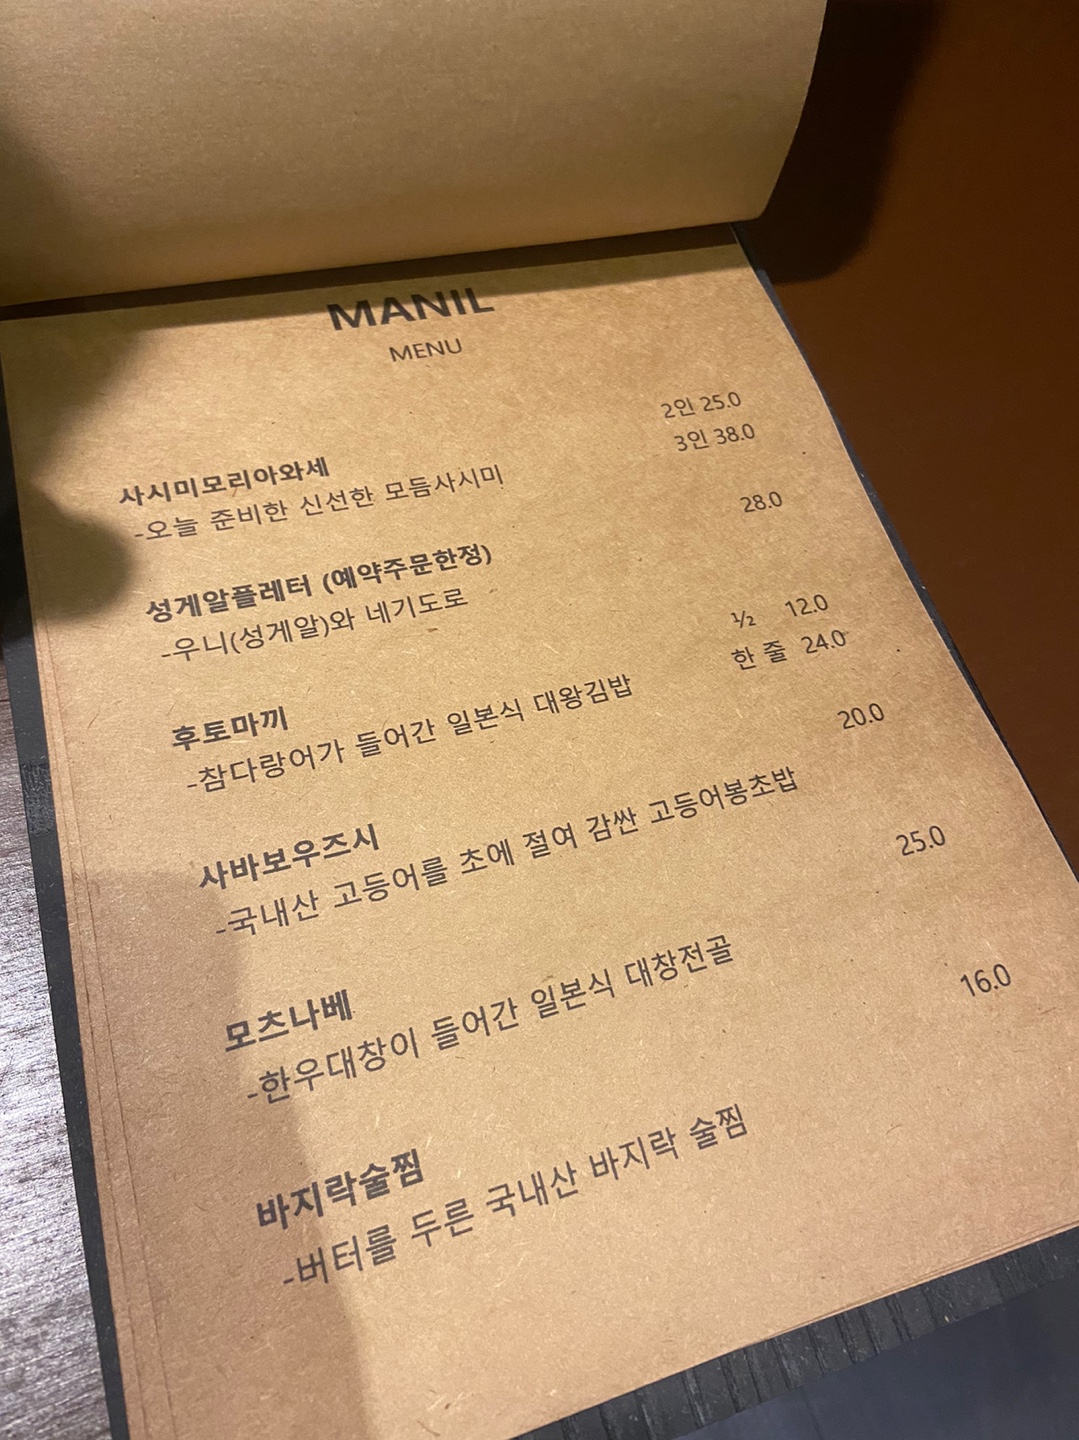 MANIL
MENU
사시미모리아와세
2인 25.0
-오늘 준비한 신선한 모듬사시미
3인 38.0
성게알플레터 (예약주문한정)
28.0
-우니(성게알)와 네기도로
후토마끼
½ 12.0
-참다랑어가 들어간 일본식 대왕김밥
한 줄 24.0
사바보우즈시
20.0
-국내산 고등어를 초에 절여 감싼 고등어봉초밥
모츠나베
25.0
-한우대창이 들어간 일본식 대창전골
바지락술찜
16.0
-버터를 두른 국내산 바지락 술찜